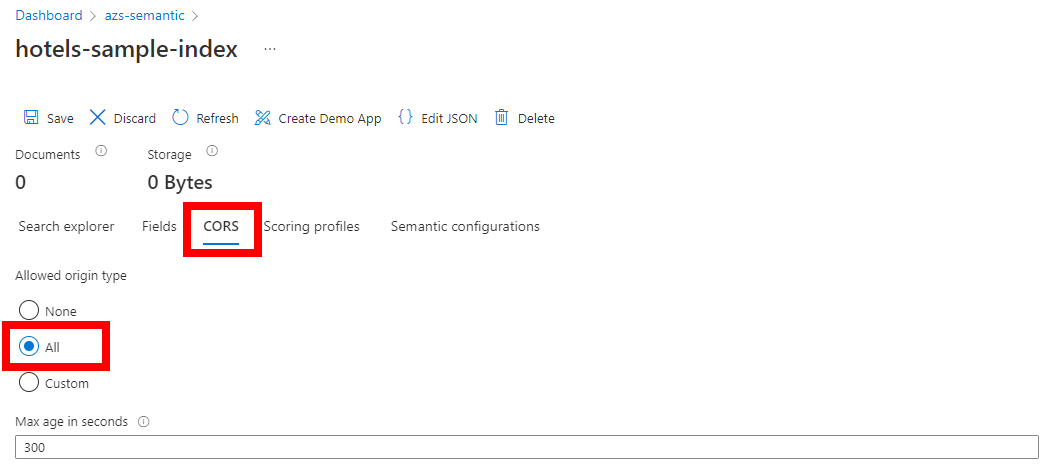 Dashboard > azs-semantic >
hotels-sample-index ...
Save Discard Refresh Create Demo App {} Edit JSON Delete
Documents Storage
0 0 Bytes
Search explorer Fields CORS Scoring profiles Semantic configurations
Allowed origin type
None
All
Custom
Max age in seconds
300